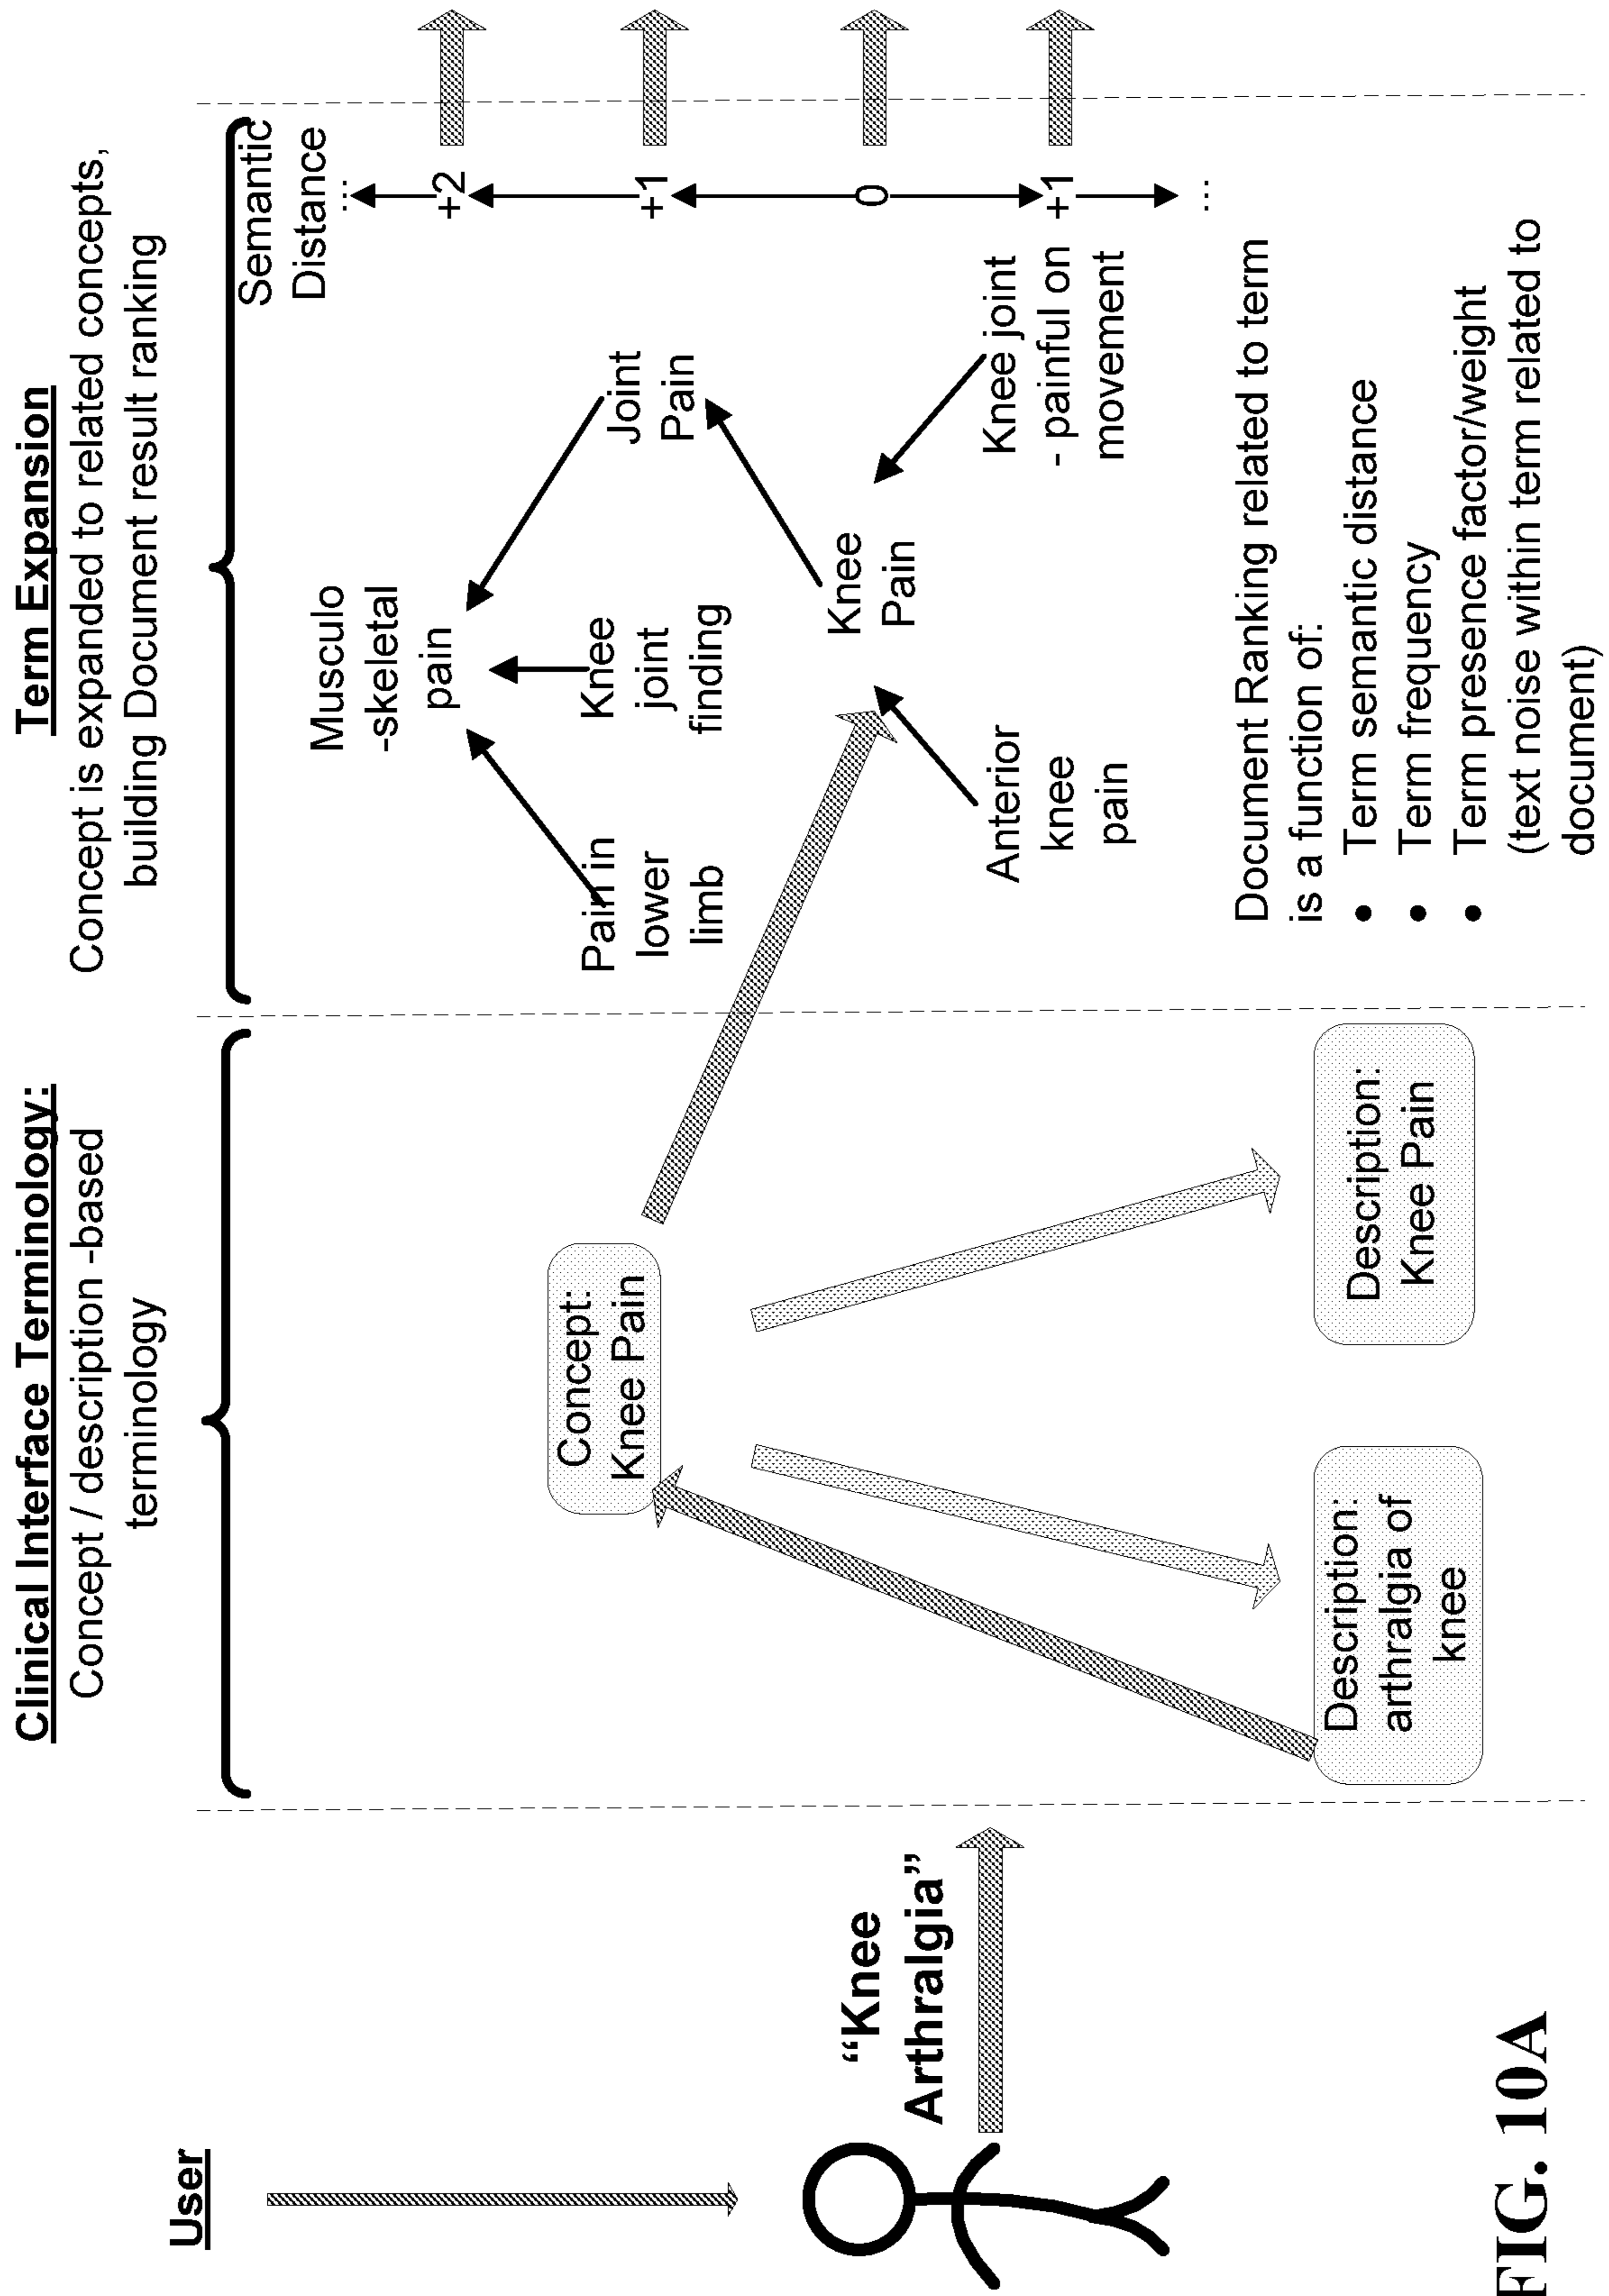 User
“Knee
Arthralgia”
Clinical Interface Terminology:
Concept / description -based
terminology
Concept:
Knee Pain
Description:
arthralgia of
knee
Description:
Knee Pain
Term Expansion
Concept is expanded to related concepts,
building Document result ranking
Semantic
Distance
...
+2
+1
0
+1
...
Musculo
-skeletal
pain
Pain in
lower
limb
Knee
joint
finding
Joint
Pain
Knee
Pain
Anterior
knee
pain
Knee joint
- painful on
movement
Document Ranking related to term
is a function of:
• Term semantic distance
• Term frequency
• Term presence factor/weight
(text noise within term related to
document)
FIG. 10A